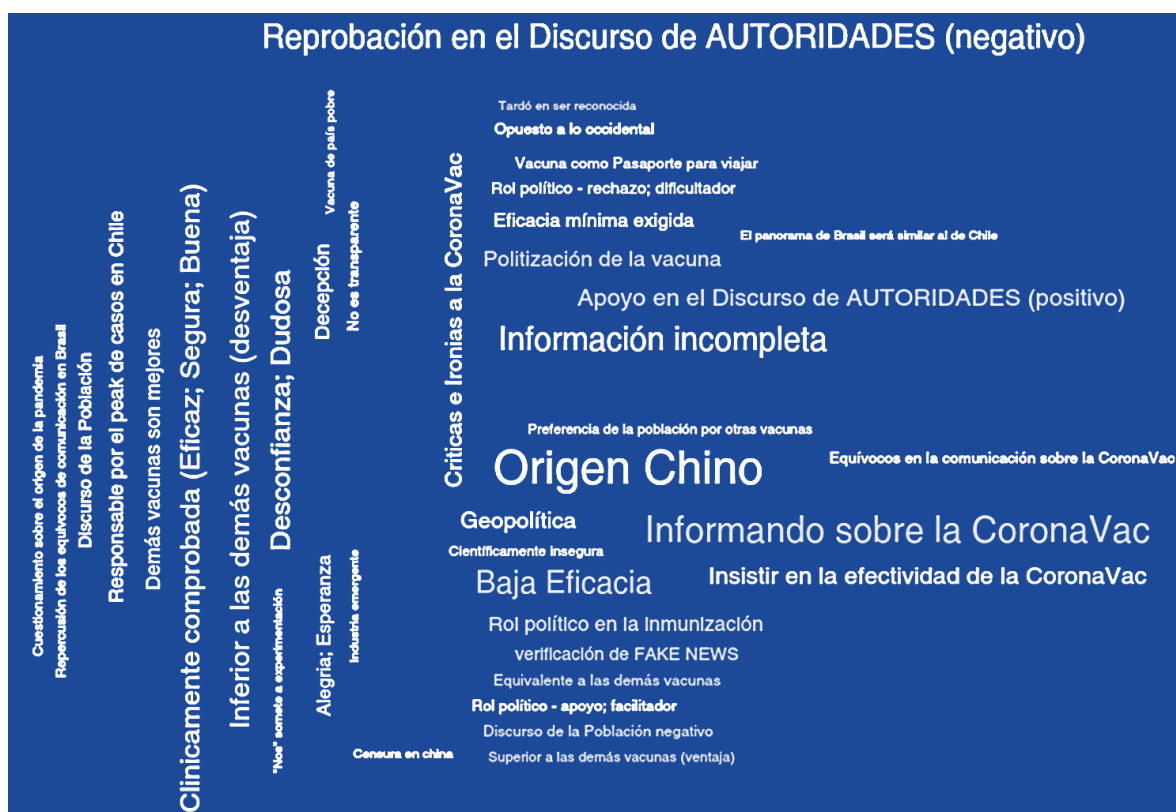 Reprobación en el Discurso de AUTORIDADES (negativo)
Cuestionamiento sobre el origen de la pandemia
Repercusión de los equívocos de comunicación en Brasil
Discurso de la Población
Responsable por el peak de casos en Chile
Demás vacunas son mejores
Clinicamente comprobada (Eficaz; Segura; Buena)
Inferior a las demás vacunas (desventaja)
Desconfianza; Dudosa
"Nos" somete a experimentación
Vacuna de país pobre
Decepción
Alegria; Esperanza
No es transparente
Industria emergente
Criticas e Ironias a la CoronaVac
Tardó en ser reconocida
Opuesto a lo occidental
Vacuna como Pasaporte para viajar
Rol político - rechazo; dificultador
Eficacia mínima exigida
El panorama de Brasil será similar al de Chile
Politización de la vacuna
Apoyo en el Discurso de AUTORIDADES (positivo)
Información incompleta
Preferencia de la población por otras vacunas
Origen Chino
Equívocos en la comunicación sobre la CoronaVac
Geopolítica
Informando sobre la CoronaVac
Científicamente insegura
Baja Eficacia
Insistir en la efectividad de la CoronaVac
Rol político en la inmunización
verificación de FAKE NEWS
Equivalente a las demás vacunas
Rol político - apoyo; facilitador
Discurso de la Población negativo
Censura en china
Superior a las demás vacunas (ventaja)